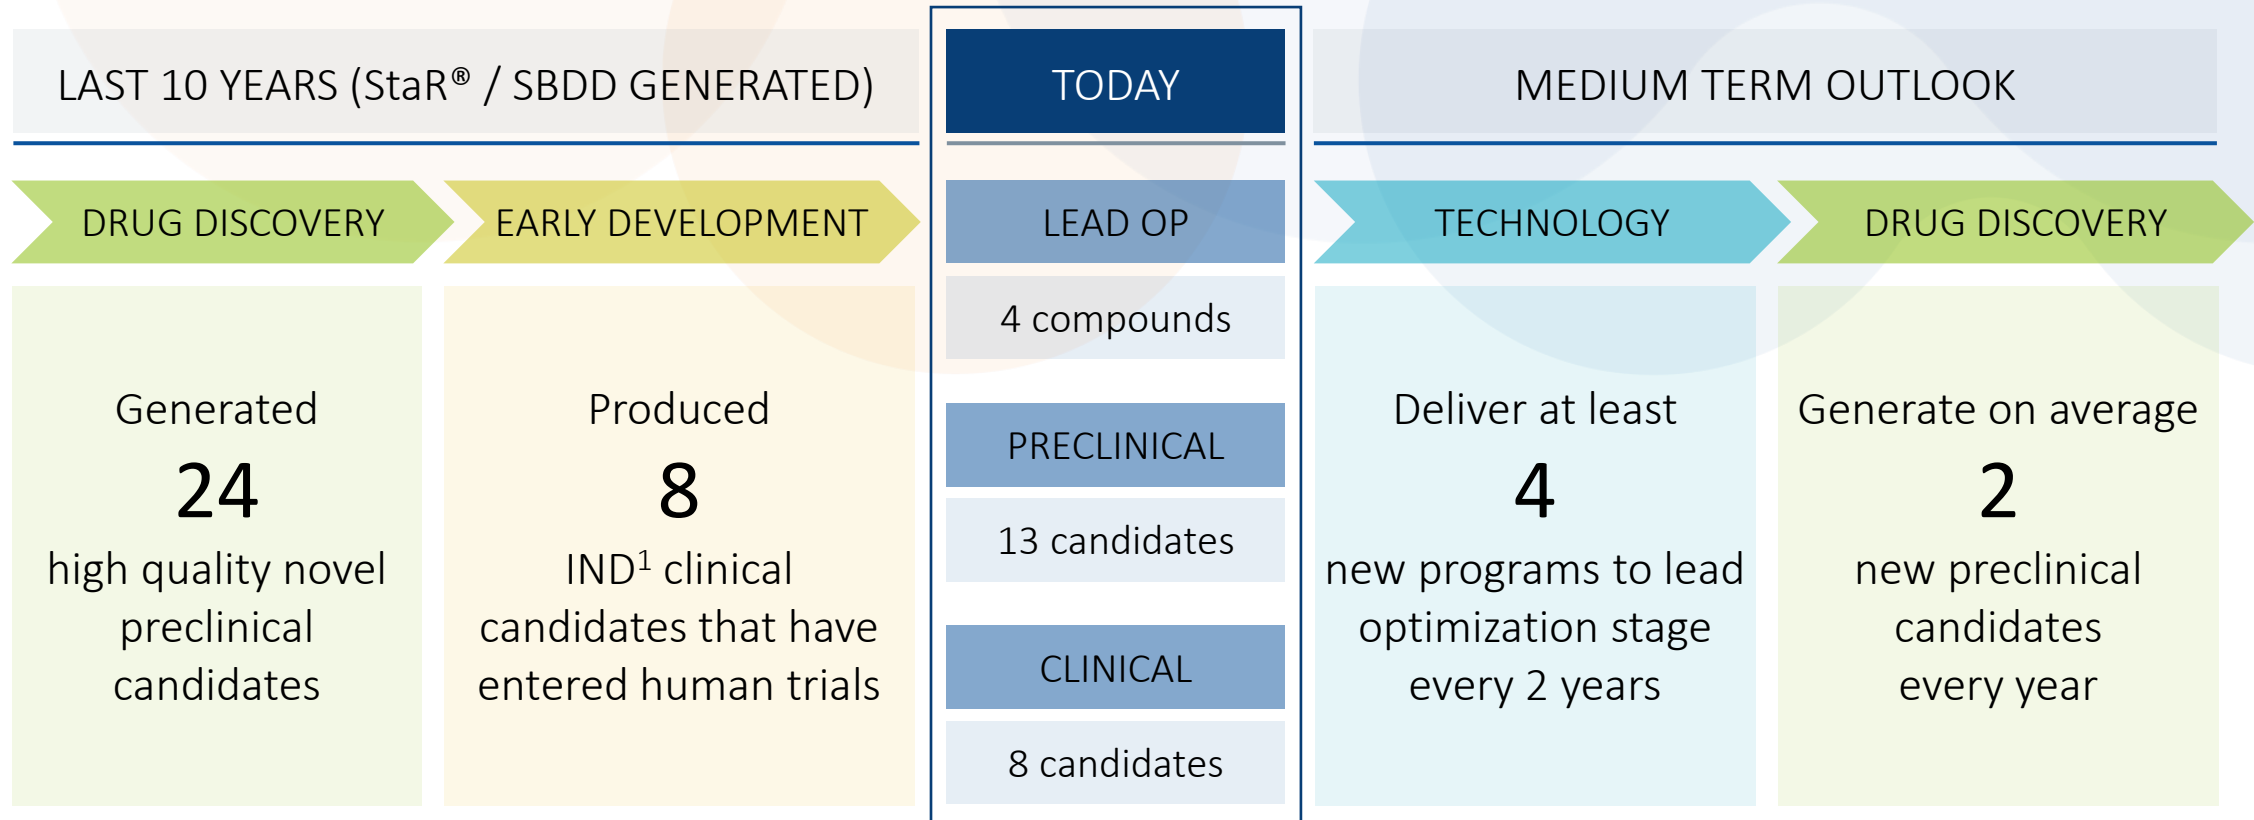 LAST 10 YEARS (StaR® / SBDD GENERATED)
DRUG DISCOVERY
Generated
24
high quality novel
preclinical
candidates
EARLY DEVELOPMENT
Produced
8
IND¹ clinical
candidates that have
entered human trials
TODAY
LEAD OP
4 compounds
PRECLINICAL
13 candidates
CLINICAL
8 candidates
MEDIUM TERM OUTLOOK
TECHNOLOGY
Deliver at least
4
new programs to lead
optimization stage
every 2 years
DRUG DISCOVERY
Generate on average
2
new preclinical
candidates
every year